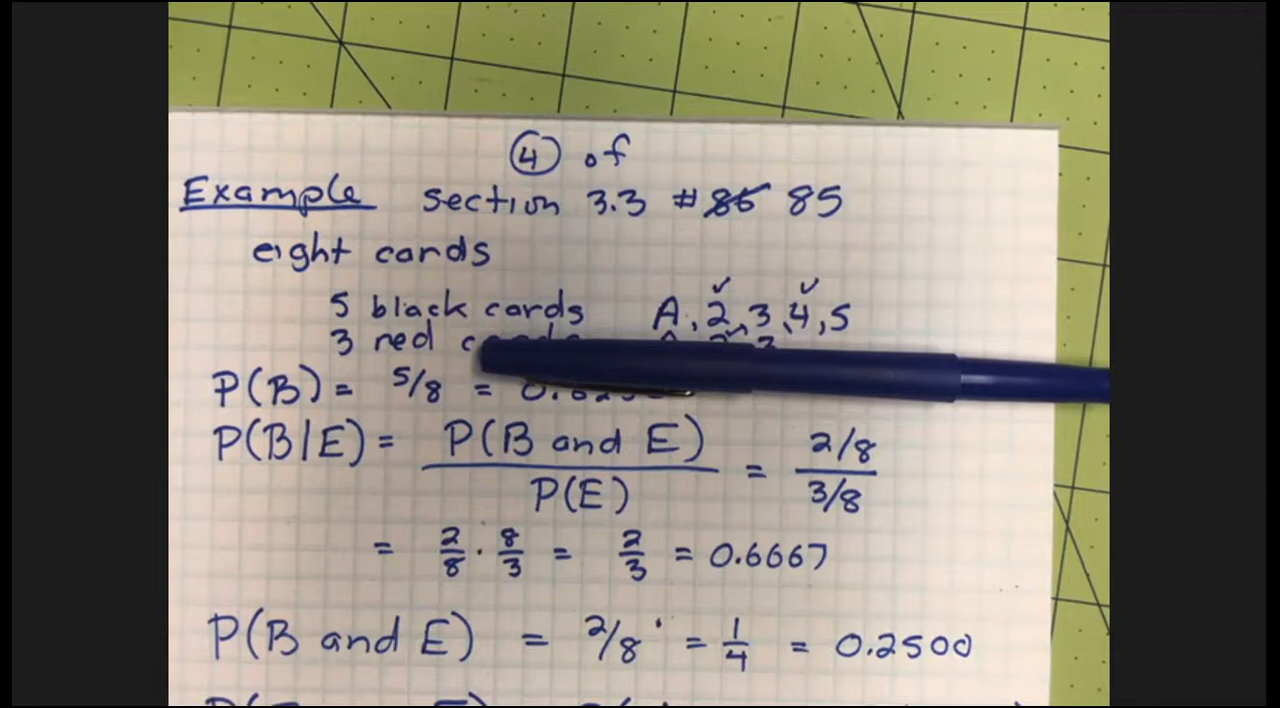 ④ of
Example section 3.3 #86 85
eight cards
5 black cards A, 2, 3, 4, 5
3 red
P(B) = 5/8 =
P(B|E) = P(B and E) / P(E) = 2/8 / 3/8
= 2/8 · 8/3 = 2/3 = 0.6667
P(B and E) = 2/8 = 1/4 = 0.2500